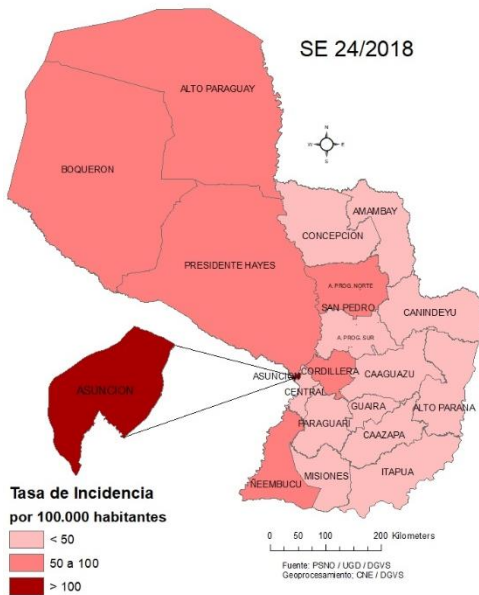 SE 24/2018
ALTO PARAGUAY
BOQUERON
N
W E
S
AMAMBAY
CONCEPCION
PRESIDENTE HAYES
A. PROG. NORTE
SAN PEDRO
CANINDEYU
A. PROG. SUR
ASUNCION
CORDILLERA
CAAGUAZU
CENTRAL
ASUNCION
GUAIRA
ALTO PARANA
PARAGUARI
CAAZAPA
ÑEEMBUCU
MISIONES
ITAPUA
Tasa de Incidencia
por 100.000 habitantes
< 50
50 a 100
> 100
0 50 100 200 Kilometers
Fuente: PSNO / UGD / DGVS
Geoprocesamiento; CNE / DGVS